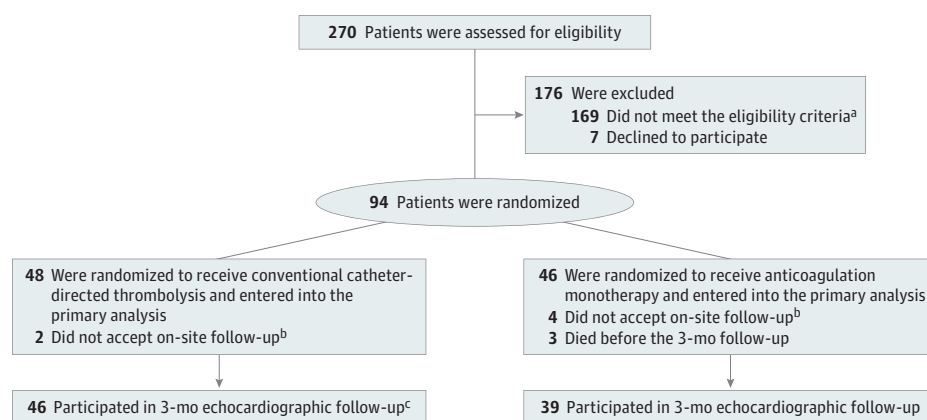 270 Patients were assessed for eligibility
176 Were excluded
169 Did not meet the eligibility criteriaᵃ
7 Declined to participate
94 Patients were randomized
48 Were randomized to receive conventional catheter-
directed thrombolysis and entered into the
primary analysis
2 Did not accept on-site follow-upᵇ
46 Were randomized to receive anticoagulation
monotherapy and entered into the primary analysis
4 Did not accept on-site follow-upᵇ
3 Died before the 3-mo follow-up
46 Participated in 3-mo echocardiographic follow-upᶜ
39 Participated in 3-mo echocardiographic follow-up